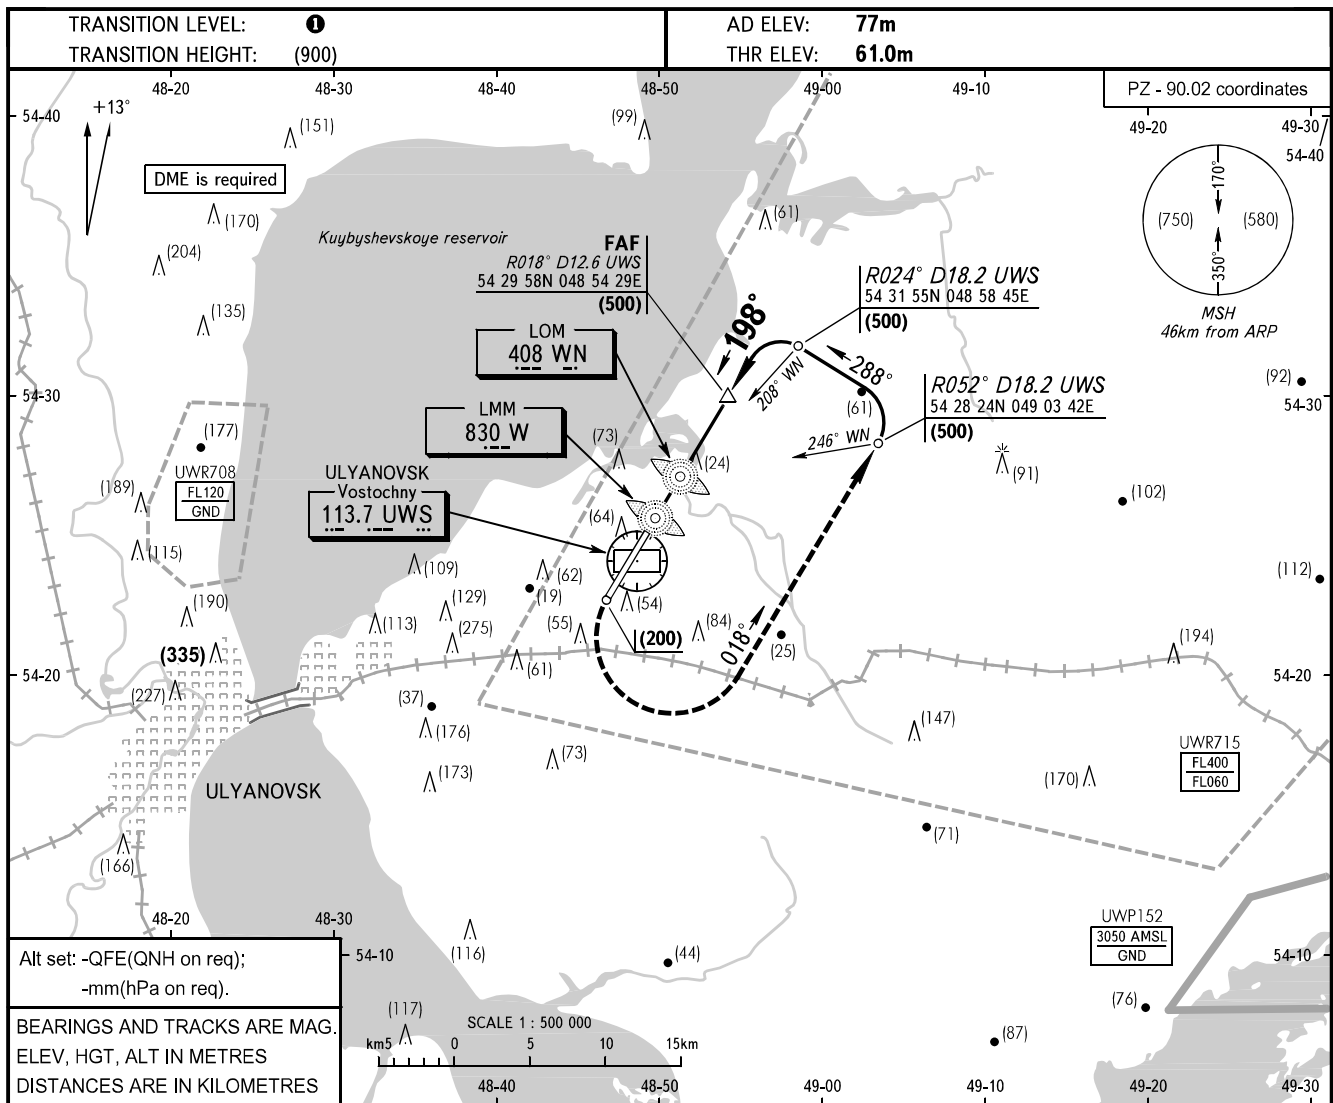 TRANSITION LEVEL: 1
TRANSITION HEIGHT: (900)
AD ELEV: 77m
THR ELEV: 61.0m
48-20
48-30
48-40
48-50
49-00
49-10
PZ - 90.02 coordinates
49-20
49-30
54-40
54-40
+13°
(151)
(99)
DME is required
(170)
(204)
(135)
(61)
Kuybyshevskoye reservoir
170°
(750)
(580)
350°
MSH
46km from ARP
FAF
R018° D12.6 UWS
54 29 58N 048 54 29E
(500)
R024° D18.2 UWS
54 31 55N 048 58 45E
(500)
LOM
408 WN
198°
208° WN
288°
R052° D18.2 UWS
54 28 24N 049 03 42E
(500)
54-30
(92)
54-30
LMM
830 W
(61)
246° WN
(177)
UWR708
FL120
GND
(73)
(24)
(91)
(189)
ULYANOVSK
Vostochny
113.7 UWS
(64)
(102)
(115)
(109)
(62)
(19)
(112)
(190)
(129)
(54)
(113)
(275)
(55)
(200)
(84)
018°
(25)
(194)
(335)
(61)
54-20
(227)
54-20
(37)
(176)
(147)
(173)
(73)
UWR715
FL400
FL060
(170)
ULYANOVSK
(71)
(166)
48-20
48-30
UWP152
3050 AMSL
GND
Alt set: -QFE(QNH on req);
-mm(hPa on req).
54-10
(116)
(44)
54-10
(76)
(117)
(87)
BEARINGS AND TRACKS ARE MAG.
ELEV, HGT, ALT IN METRES
DISTANCES ARE IN KILOMETRES
SCALE 1 : 500 000
km5 0 5 10 15km
48-40
48-50
49-00
49-10
49-20
49-30